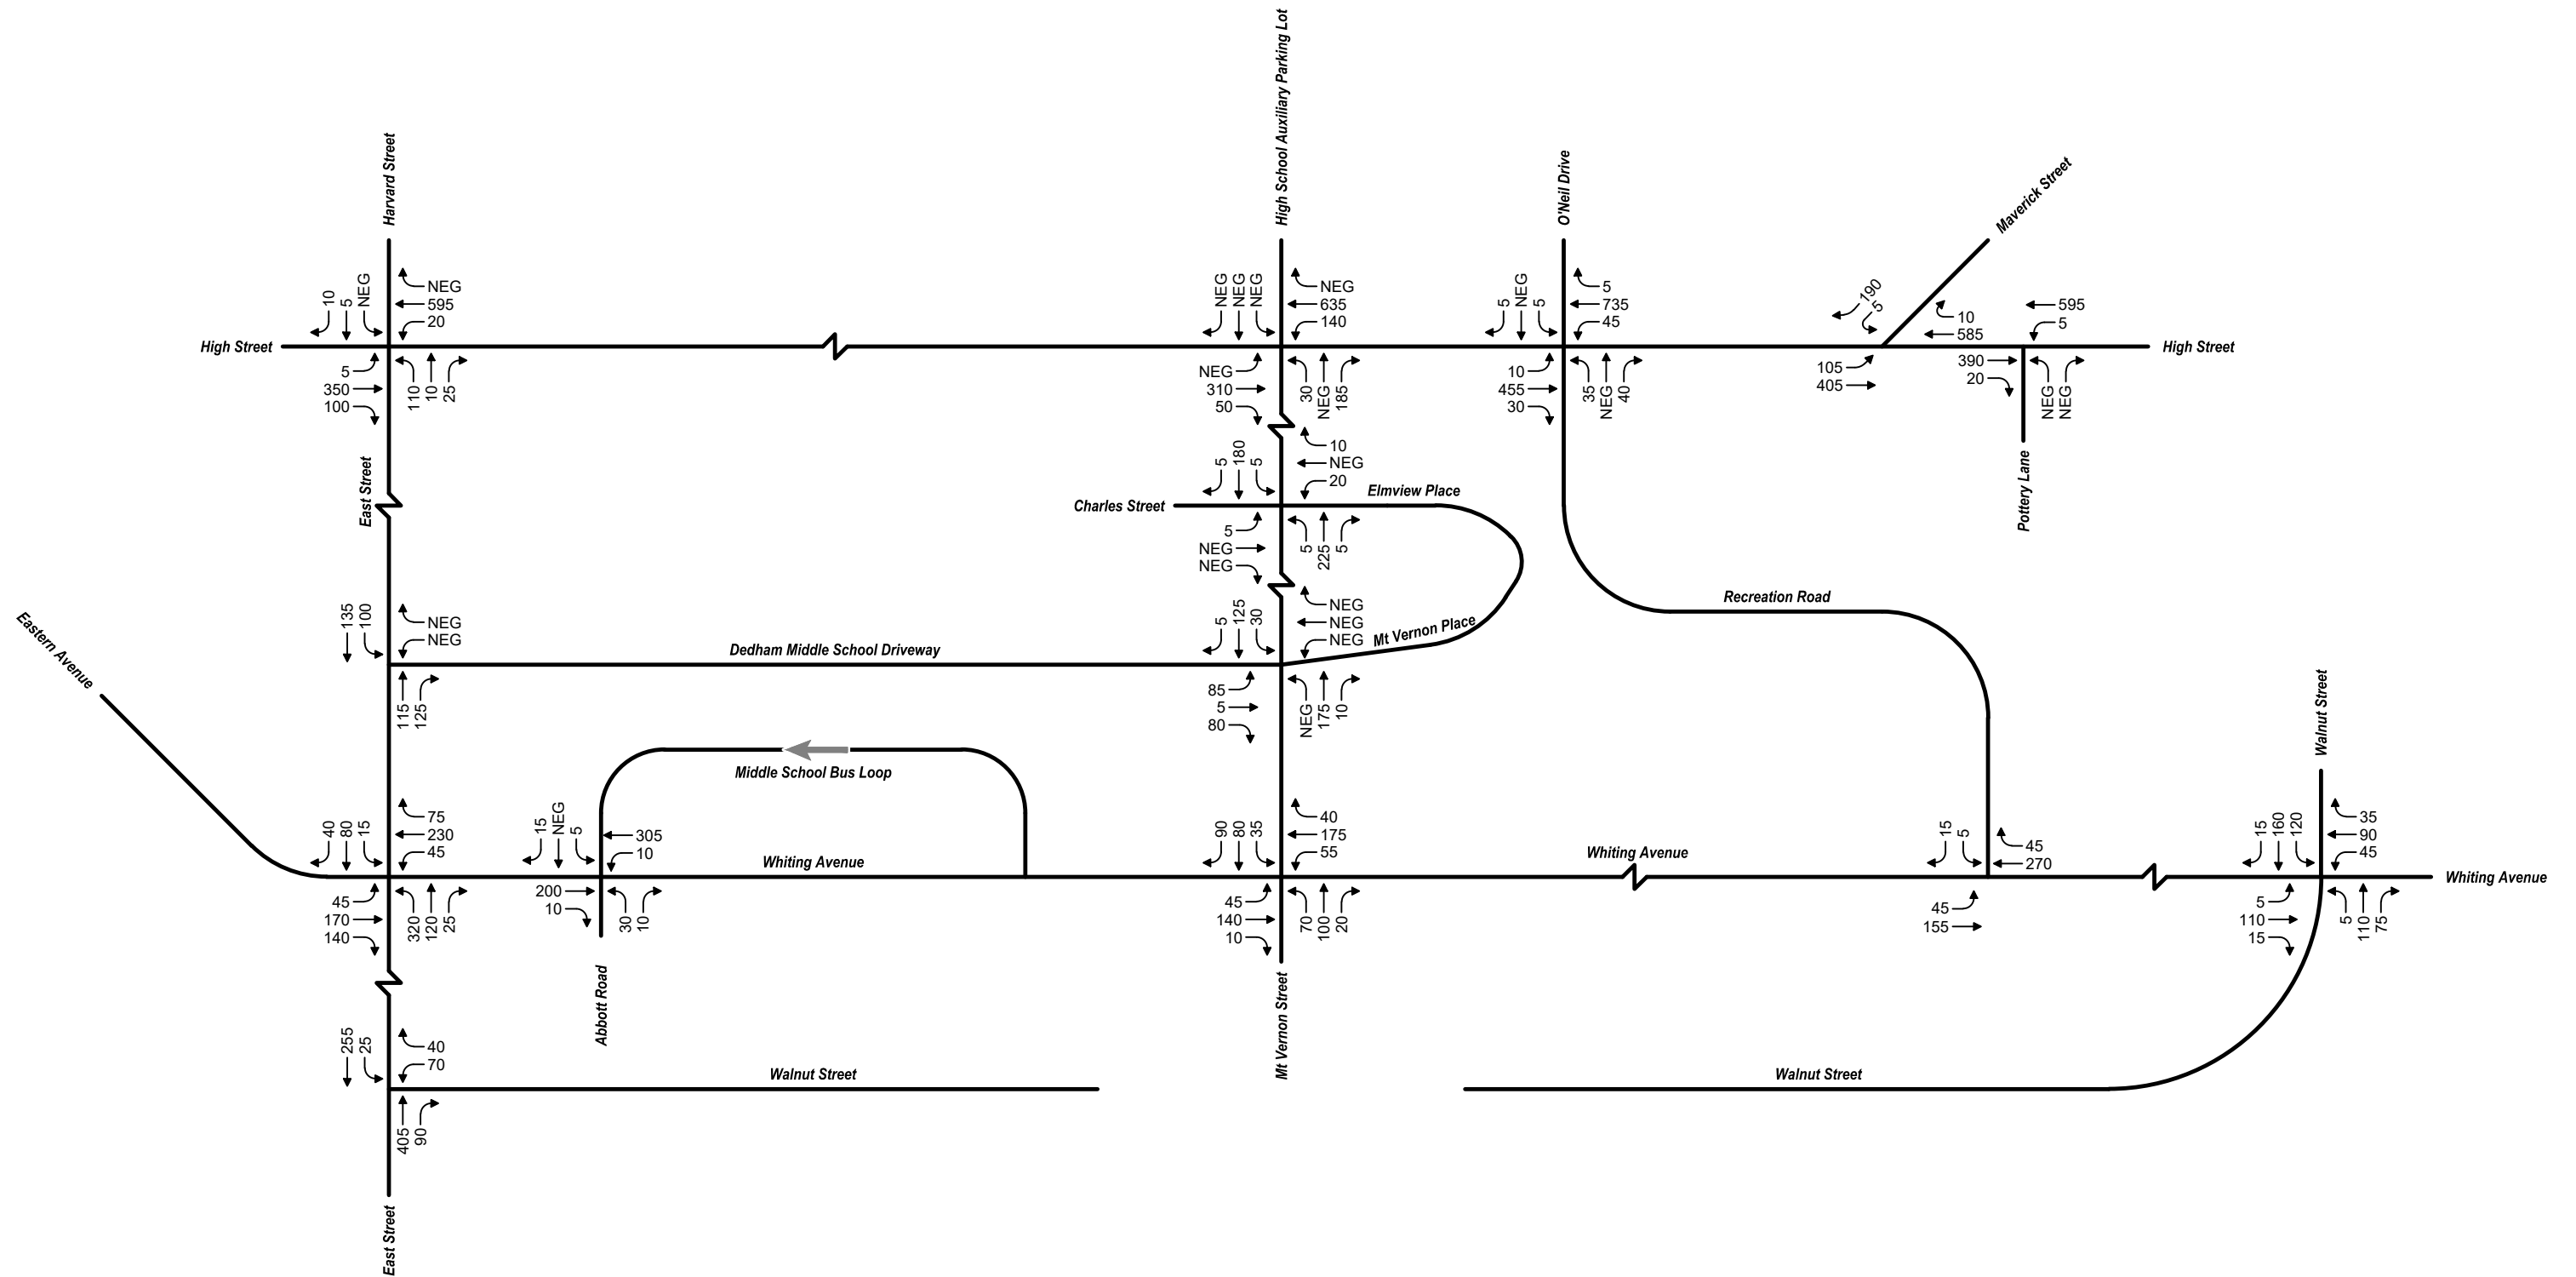 High School Auxiliary Parking Lot
Harvard Street
O'Neil Drive
Maverick Street
10
5
NEG
NEG
595
20
High Street
5
350
100
110
10
25
NEG
NEG
NEG
NEG
635
140
NEG
310
50
30
NEG
185
5
NEG
5
5
735
45
10
455
30
35
NEG
40
190
5
10
585
105
405
595
5
High Street
390
20
NEG
NEG
Pottery Lane
East Street
5
180
5
10
NEG
20
Charles Street
Elmview Place
5
NEG
NEG
5
225
5
Recreation Road
Eastern Avenue
135
100
NEG
NEG
Dedham Middle School Driveway
115
125
5
125
30
NEG
NEG
NEG
Mt Vernon Place
85
5
80
NEG
175
10
Middle School Bus Loop
Walnut Street
40
80
15
75
230
45
45
170
140
320
120
25
15
NEG
5
305
10
Whiting Avenue
200
10
30
10
Abbott Road
90
80
35
40
175
55
45
140
10
70
100
20
Mt Vernon Street
Whiting Avenue
15
5
45
270
45
155
15
160
120
35
90
45
Whiting Avenue
5
110
15
5
110
75
255
25
40
70
Walnut Street
Walnut Street
405
90
East Street